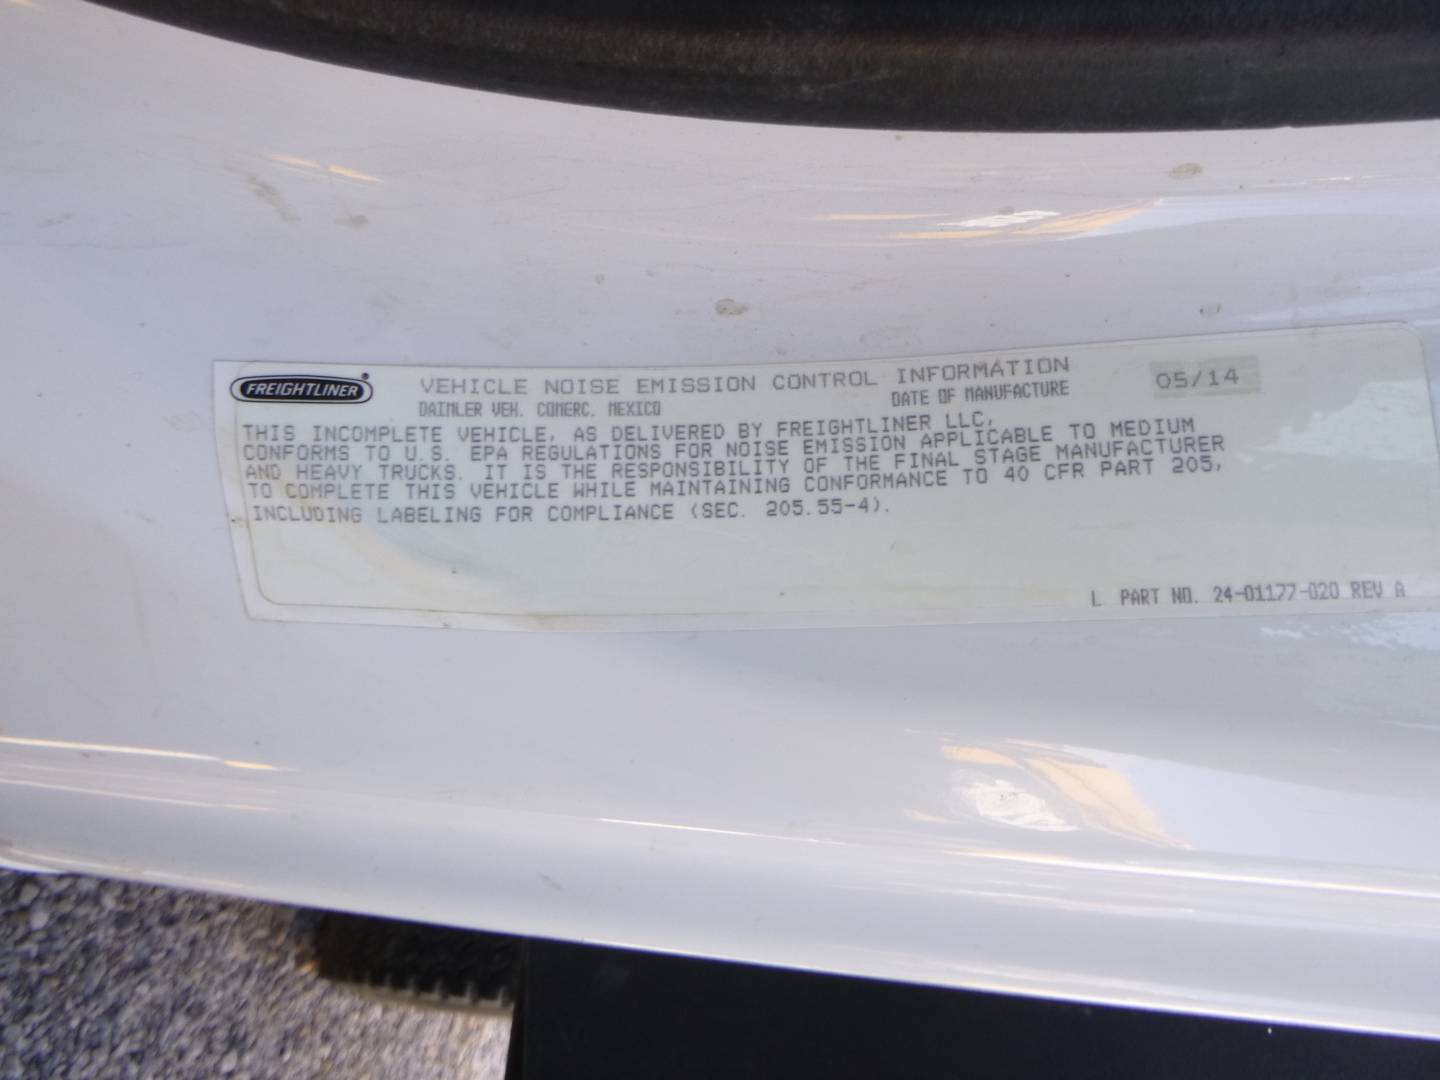 FREIGHTLINER®
VEHICLE NOISE EMISSION CONTROL INFORMATION
DAIMLER VEH. COMERC. MEXICO
DATE OF MANUFACTURE 05/14
THIS INCOMPLETE VEHICLE, AS DELIVERED BY FREIGHTLINER LLC,
CONFORMS TO U.S. EPA REGULATIONS FOR NOISE EMISSION APPLICABLE TO MEDIUM
AND HEAVY TRUCKS. IT IS THE RESPONSIBILITY OF THE FINAL STAGE MANUFACTURER
TO COMPLETE THIS VEHICLE WHILE MAINTAINING CONFORMANCE TO 40 CFR PART 205,
INCLUDING LABELING FOR COMPLIANCE (SEC. 205.55-4).
L PART NO. 24-01177-020 REV A